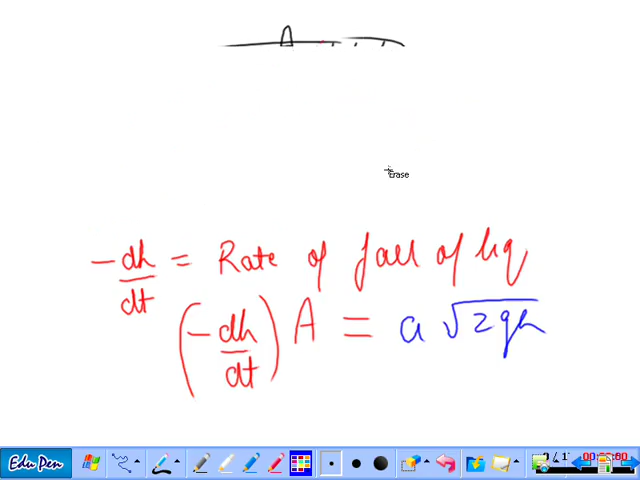 A
Erase
-dh/dt = Rate of fall of liq
(-dh/dt) A = a √2gh
Edu Pen